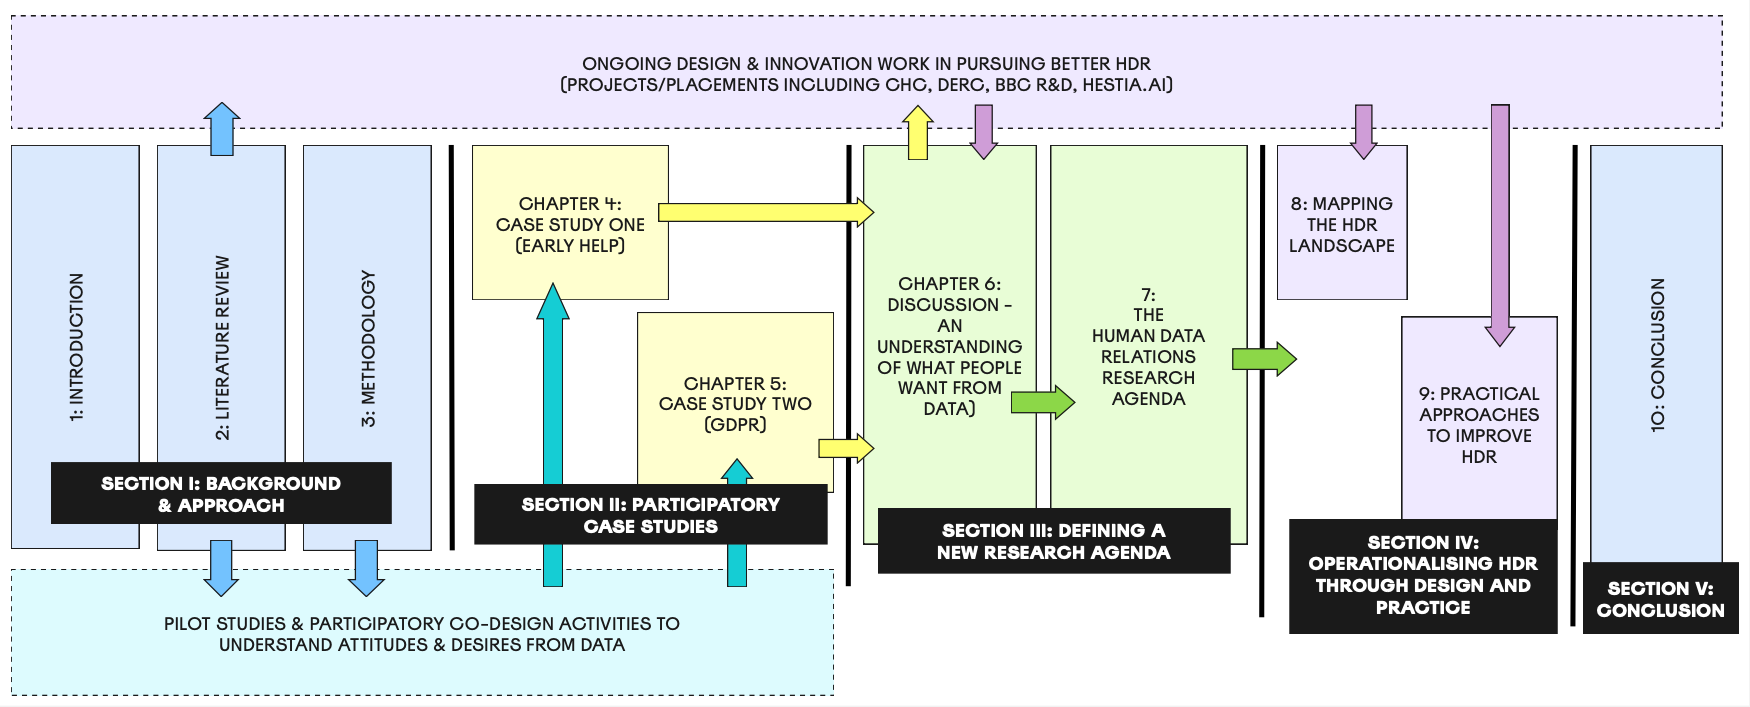 ONGOING DESIGN & INNOVATION WORK IN PURSUING BETTER HDR
(PROJECTS/PLACEMENTS INCLUDING CHC, DERC, BBC R&D, HESTIA.AI)
1: INTRODUCTION
2: LITERATURE REVIEW
3: METHODOLOGY
SECTION I: BACKGROUND
& APPROACH
CHAPTER 4:
CASE STUDY ONE
(EARLY HELP)
CHAPTER 5:
CASE STUDY TWO
(GDPR)
SECTION II: PARTICIPATORY
CASE STUDIES
CHAPTER 6:
DISCUSSION -
AN
UNDERSTANDING
OF WHAT PEOPLE
WANT FROM
DATA)
7:
THE
HUMAN DATA
RELATIONS
RESEARCH
AGENDA
SECTION III: DEFINING A
NEW RESEARCH AGENDA
8: MAPPING
THE HDR
LANDSCAPE
9: PRACTICAL
APPROACHES
TO IMPROVE
HDR
SECTION IV:
OPERATIONALISING HDR
THROUGH DESIGN AND
PRACTICE
10: CONCLUSION
SECTION V:
CONCLUSION
PILOT STUDIES & PARTICIPATORY CO-DESIGN ACTIVITIES TO
UNDERSTAND ATTITUDES & DESIRES FROM DATA